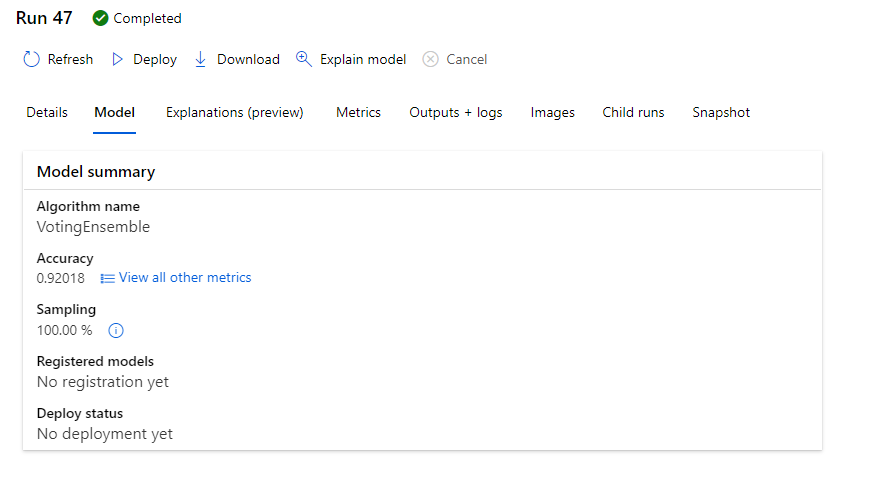 Run 47 Completed
Refresh Deploy Download Explain model Cancel
Details Model Explanations (preview) Metrics Outputs + logs Images Child runs Snapshot
Model summary
Algorithm name
VotingEnsemble
Accuracy
0.92018 View all other metrics
Sampling
100.00 %
Registered models
No registration yet
Deploy status
No deployment yet